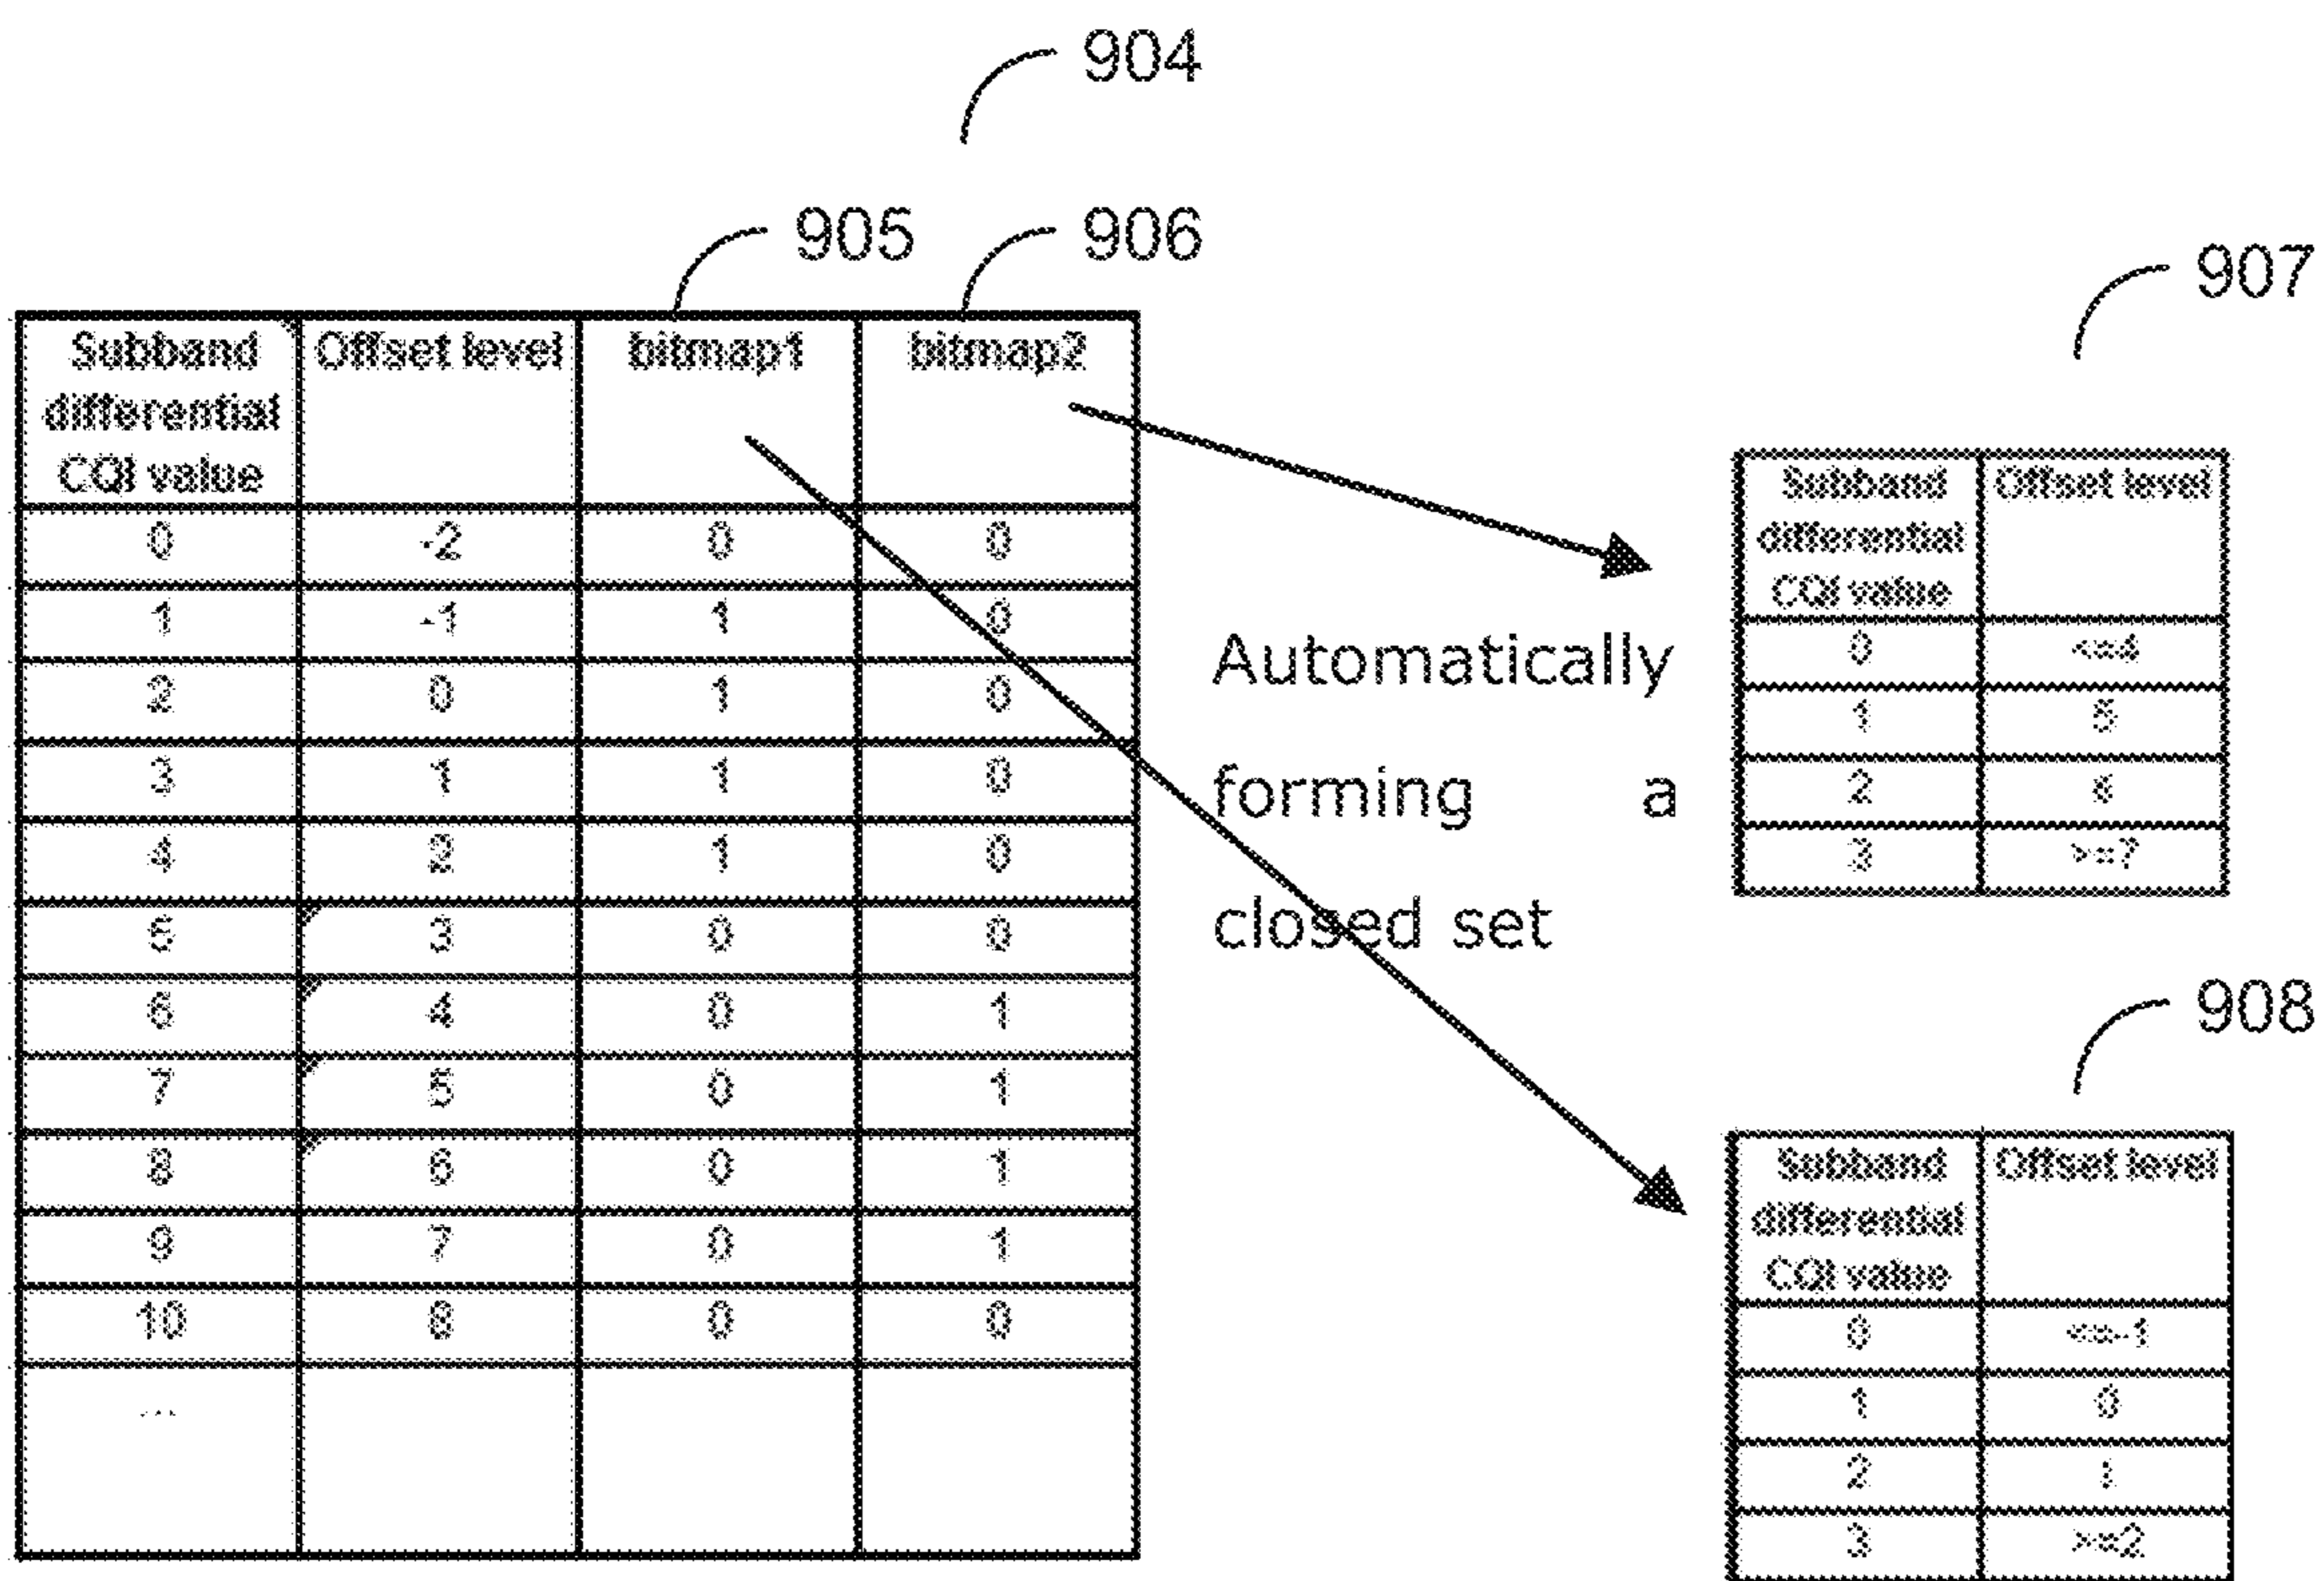 904
905 906
907
Subband Offset level bitmap1 bitmap2
differential
CQI value
0 -2 0 0
1 -1 1 0
2 0 1 0
3 1 1 0
4 2 1 0
5 3 0 0
6 4 0 1
7 5 0 1
8 6 0 1
9 7 0 1
10 8 0 0
...
Automatically
forming a
closed set
Subband Offset level
differential
CQI value
0 <=4
1 5
2 6
3 >=7
908
Subband Offset level
differential
CQI value
0 <=-1
1 0
2 1
3 >=2